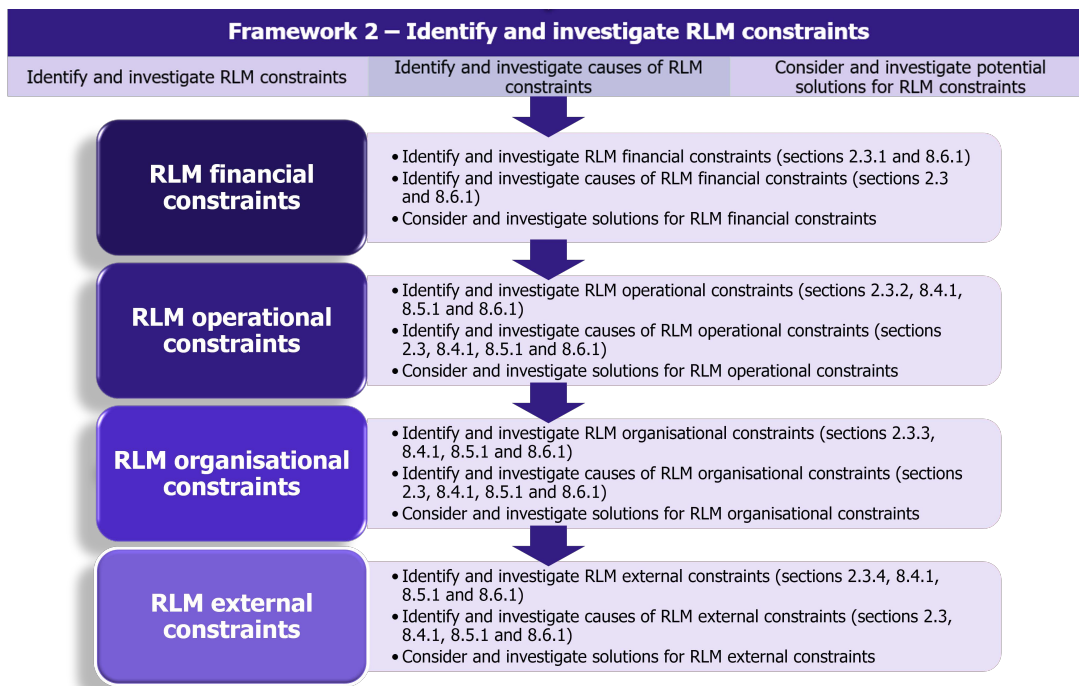 Framework 2 – Identify and investigate RLM constraints
Identify and investigate RLM constraints
Identify and investigate causes of RLM
constraints
Consider and investigate potential
solutions for RLM constraints
RLM financial
constraints
• Identify and investigate RLM financial constraints (sections 2.3.1 and 8.6.1)
• Identify and investigate causes of RLM financial constraints (sections 2.3
and 8.6.1)
• Consider and investigate solutions for RLM financial constraints
RLM operational
constraints
• Identify and investigate RLM operational constraints (sections 2.3.2, 8.4.1,
8.5.1 and 8.6.1)
• Identify and investigate causes of RLM operational constraints (sections
2.3, 8.4.1, 8.5.1 and 8.6.1)
• Consider and investigate solutions for RLM operational constraints
RLM organisational
constraints
• Identify and investigate RLM organisational constraints (sections 2.3.3,
8.4.1, 8.5.1 and 8.6.1)
• Identify and investigate causes of RLM organisational constraints (sections
2.3, 8.4.1, 8.5.1 and 8.6.1)
• Consider and investigate solutions for RLM organisational constraints
RLM external
constraints
• Identify and investigate RLM external constraints (sections 2.3.4, 8.4.1,
8.5.1 and 8.6.1)
• Identify and investigate causes of RLM external constraints (sections 2.3,
8.4.1, 8.5.1 and 8.6.1)
• Consider and investigate solutions for RLM external constraints